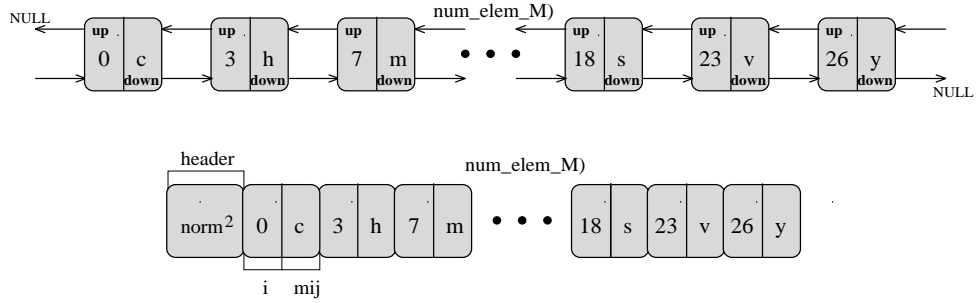 NULL num_elem_M)
up up up up up up
0 c 3 h 7 m • • • 18 s 23 v 26 y
down down down down down down
NULL
header num_elem_M)
norm² 0 c 3 h 7 m • • • 18 s 23 v 26 y
i mij